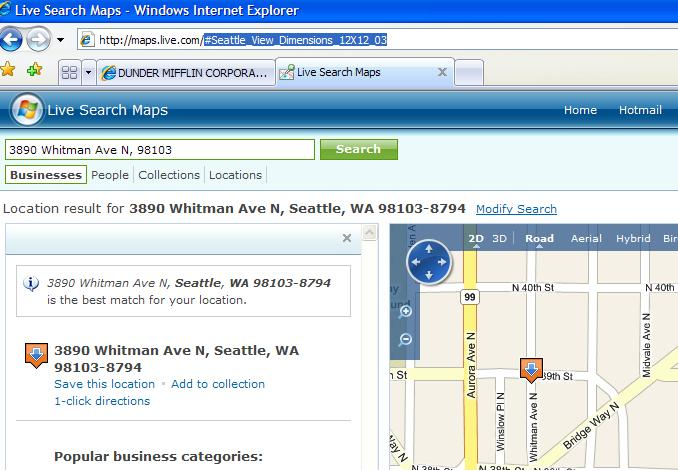 Live Search Maps - Windows Internet Explorer
http://maps.live.com/#Seattle_View_Dimensions_12X12_03
DUNDER MIFFLIN CORPORA... Live Search Maps
Live Search Maps Home Hotmail
3890 Whitman Ave N, 98103 Search
Businesses People Collections Locations
Location result for 3890 Whitman Ave N, Seattle, WA 98103-8794 Modify Search
2D 3D Road Aerial Hybrid Bir
3890 Whitman Ave N, Seattle, WA 98103-8794
is the best match for your location.
3890 Whitman Ave N, Seattle, WA
98103-8794
Save this location Add to collection
1-click directions
Popular business categories:
N 40th St
N 40th
99
Aurora Ave N
Winslow Pl N
Whitman Ave N
Midvale Ave N
39th St
St
Bridge Way N
N 38th St
N 38th St